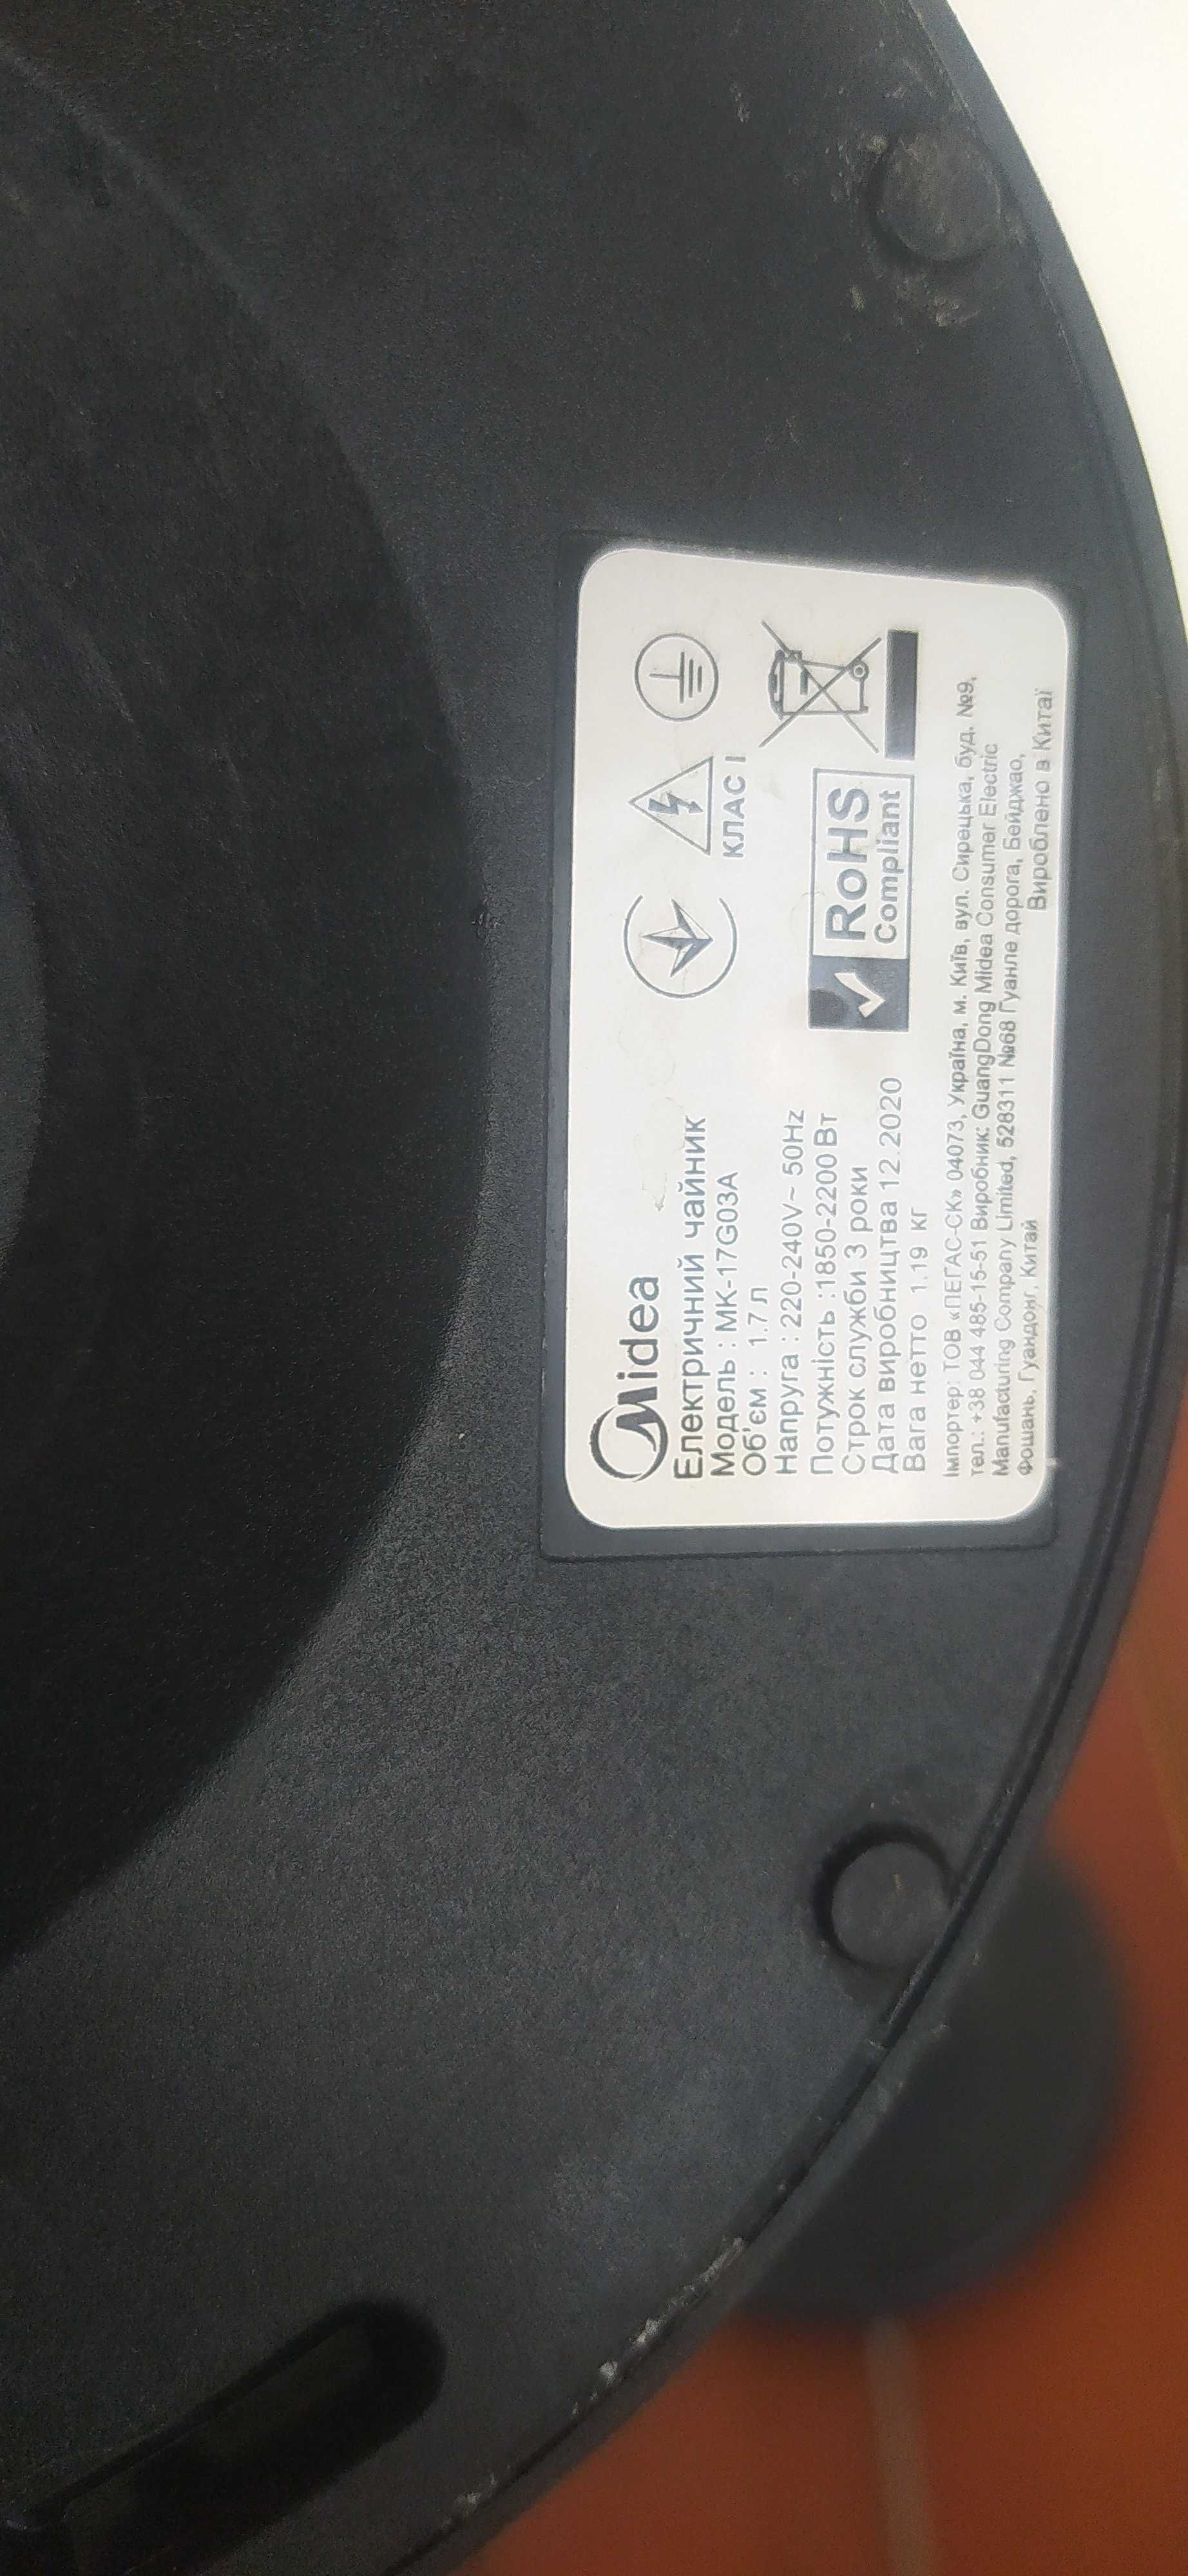 Midea
Електричний чайник
Модель : MK-17G03A
Об'єм : 1.7 л
Напруга : 220-240V~ 50Hz
Потужність :1850-2200 Вт
Строк служби 3 роки
Дата виробництва 12.2020
Вага нетто 1.19 кг
КЛАС I
RoHS
Compliant
Імпортер: ТОВ «ПЕГАС-СК» 04073, Україна, м. Київ, вул. Сирецька, буд. №9,
тел.: +38 044 485-15-51 Виробник: GuangDong Midea Consumer Electric
Manufacturing Company Limited, 528311 №68 Гуанле дорога, Бейджао,
Фошань, Гуандонг, Китай
Вироблено в Китаї